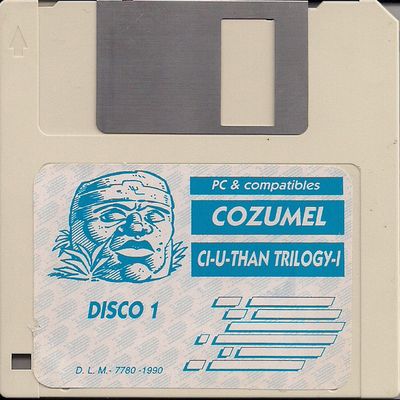 PC & compatibles
COZUMEL
CI-U-THAN TRILOGY-I
DISCO 1
D. L. M.- 7780 -1990